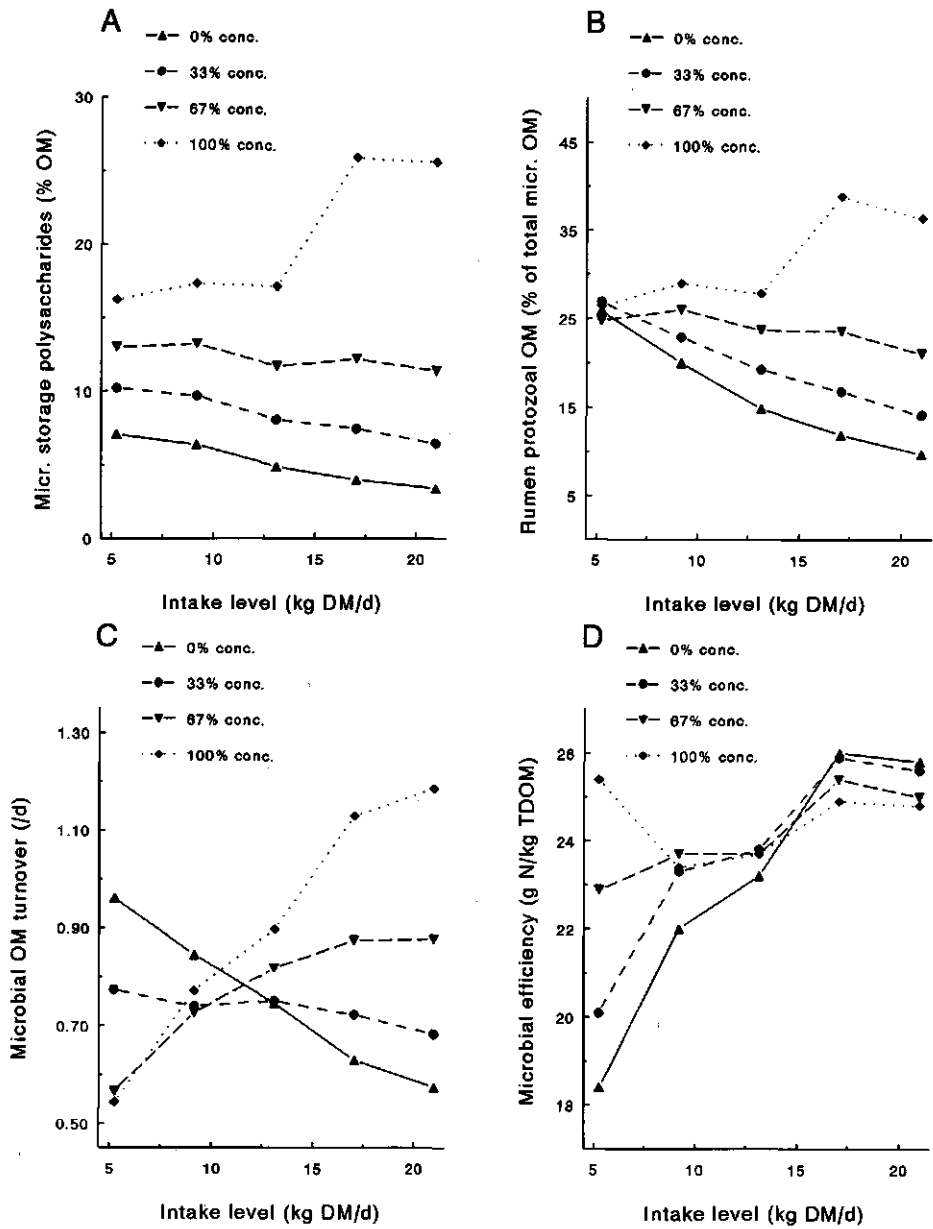 A
0% conc.
33% conc.
67% conc.
100% conc.
Micr. storage polysaccharides (% OM)
30
20
10
0
5 10 15 20
Intake level (kg DM/d)
B
0% conc.
33% conc.
67% conc.
100% conc.
Rumen protozoal OM (% of total micr. OM)
45
35
25
15
5
5 10 15 20
Intake level (kg DM/d)
C
0% conc.
33% conc.
67% conc.
100% conc.
Microbial OM turnover (/d)
1.30
1.10
0.90
0.70
0.50
5 10 15 20
Intake level (kg DM/d)
D
0% conc.
33% conc.
67% conc.
100% conc.
Microbial efficiency (g N/kg TDOM)
26
24
22
20
18
5 10 15 20
Intake level (kg DM/d)